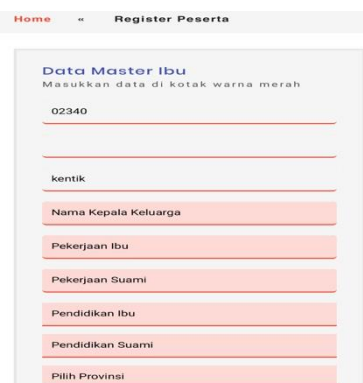 Home « Register Peserta
Data Master Ibu
Masukkan data di kotak warna merah
02340
kentik
Nama Kepala Keluarga
Pekerjaan Ibu
Pekerjaan Suami
Pendidikan Ibu
Pendidikan Suami
Pilih Provinsi